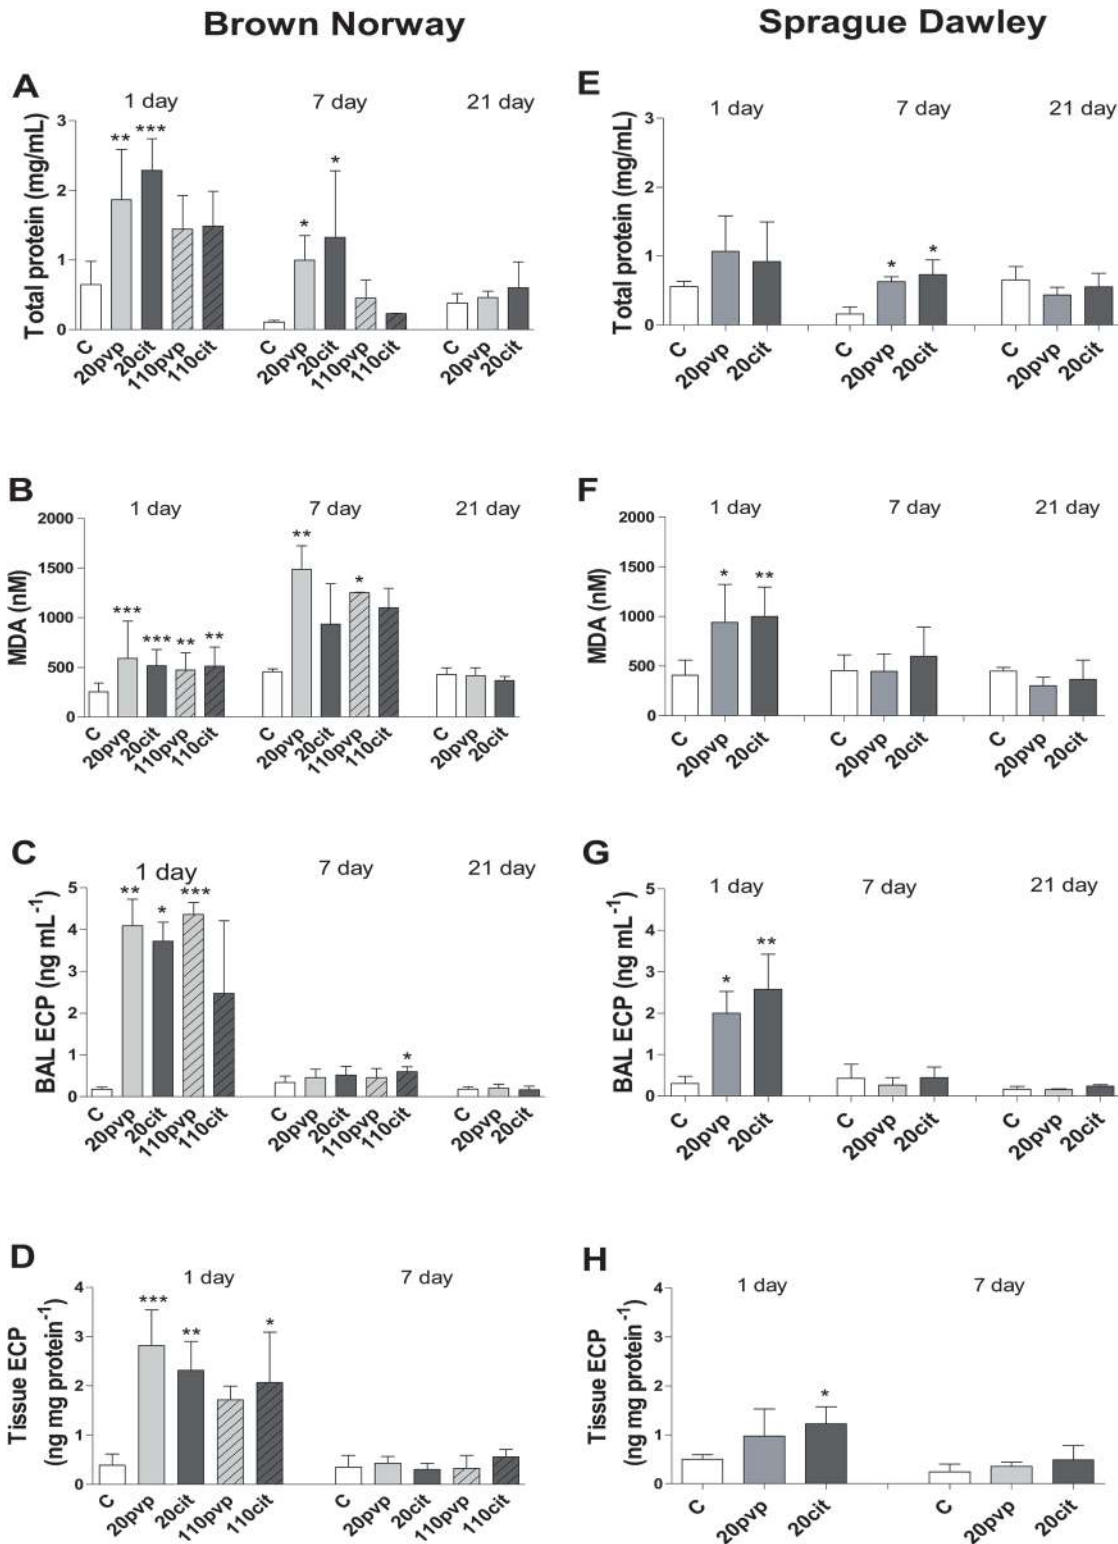 Brown Norway
Sprague Dawley
A
1 day
7 day
21 day
Total protein (mg/mL)
3
2
1
0
** *** * *
C 20pvp 20cit 110pvp 110cit
C 20pvp 20cit 110pvp 110cit
C 20pvp 20cit
E
1 day
7 day
21 day
Total protein (mg/mL)
3
2
1
0
* *
C 20pvp 20cit
C 20pvp 20cit
C 20pvp 20cit
B
1 day
7 day
21 day
MDA (nM)
2000
1500
1000
500
0
*** *** ** ** ** *
C 20pvp 20cit 110pvp 110cit
C 20pvp 20cit 110pvp 110cit
C 20pvp 20cit
F
1 day
7 day
21 day
MDA (nM)
2000
1500
1000
500
0
* **
C 20pvp 20cit
C 20pvp 20cit
C 20pvp 20cit
C
1 day
7 day
21 day
BAL ECP (ng mL⁻¹)
5
4
3
2
1
0
** * *** *
C 20pvp 20cit 110pvp 110cit
C 20pvp 20cit 110pvp 110cit
C 20pvp 20cit
G
1 day
7 day
21 day
BAL ECP (ng mL⁻¹)
5
4
3
2
1
0
* **
C 20pvp 20cit
C 20pvp 20cit
C 20pvp 20cit
D
1 day
7 day
Tissue ECP
(ng mg protein⁻¹)
4
3
2
1
0
*** ** *
C 20pvp 20cit 110pvp 110cit
C 20pvp 20cit 110pvp 110cit
H
1 day
7 day
Tissue ECP
(ng mg protein⁻¹)
4
3
2
1
0
*
C 20pvp 20cit
C 20pvp 20cit